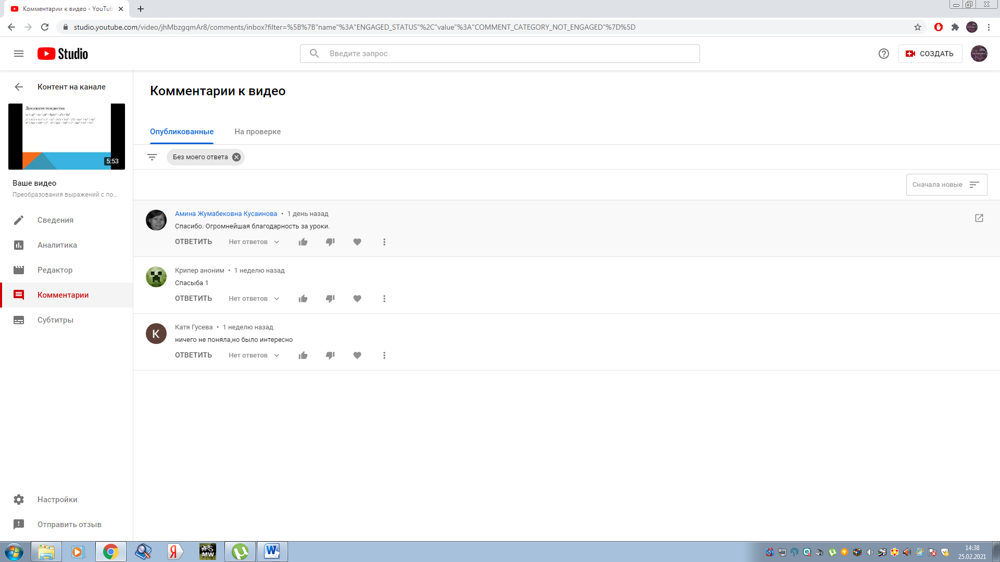 Комментарии к видео - YouTub
studio.youtube.com/video/jhMbzgqmAr8/comments/inbox?filter=%5B%7B"name"%3A"ENGAGED_STATUS"%2C"value"%3A"COMMENT_CATEGORY_NOT_ENGAGED"%7D%5D
Studio
Введите запрос
СОЗДАТЬ
Контент на канале
Докажите тождества
5:53
Ваше видео
Преобразования выражений с по...
Сведения
Аналитика
Редактор
Комментарии
Субтитры
Настройки
Отправить отзыв
Комментарии к видео
Опубликованные
На проверке
Без моего ответа
Сначала новые
Амина Жумабековна Кусаинова • 1 день назад
Спасибо. Огромнейшая благодарность за уроки.
ОТВЕТИТЬ Нет ответов
Крипер аноним • 1 неделю назад
Спасыба 1
ОТВЕТИТЬ Нет ответов
K
Катя Гусева • 1 неделю назад
ничего не поняла,но было интересно
ОТВЕТИТЬ Нет ответов
14:38
25.02.2021